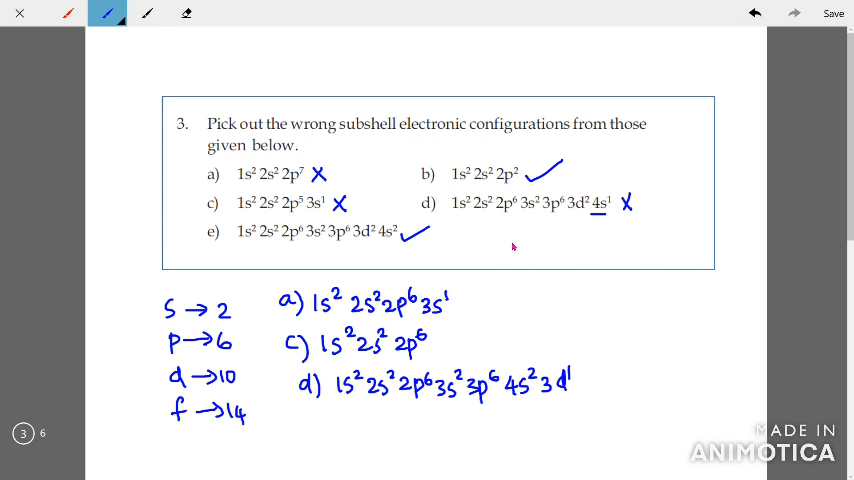 Save
3. Pick out the wrong subshell electronic configurations from those
given below.
a) 1s² 2s² 2p⁷ ✗ b) 1s² 2s² 2p² ✓
c) 1s² 2s² 2p⁵ 3s¹ ✗ d) 1s² 2s² 2p⁶ 3s² 3p⁶ 3d² 4s¹ ✗
e) 1s² 2s² 2p⁶ 3s² 3p⁶ 3d² 4s² ✓
s → 2 a) 1s² 2s² 2p⁶ 3s¹
p → 6 c) 1s² 2s² 2p⁶
d → 10 d) 1s² 2s² 2p⁶ 3s² 3p⁶ 4s² 3d¹
f → 14
3 6
MADE IN
ANIMOTICA